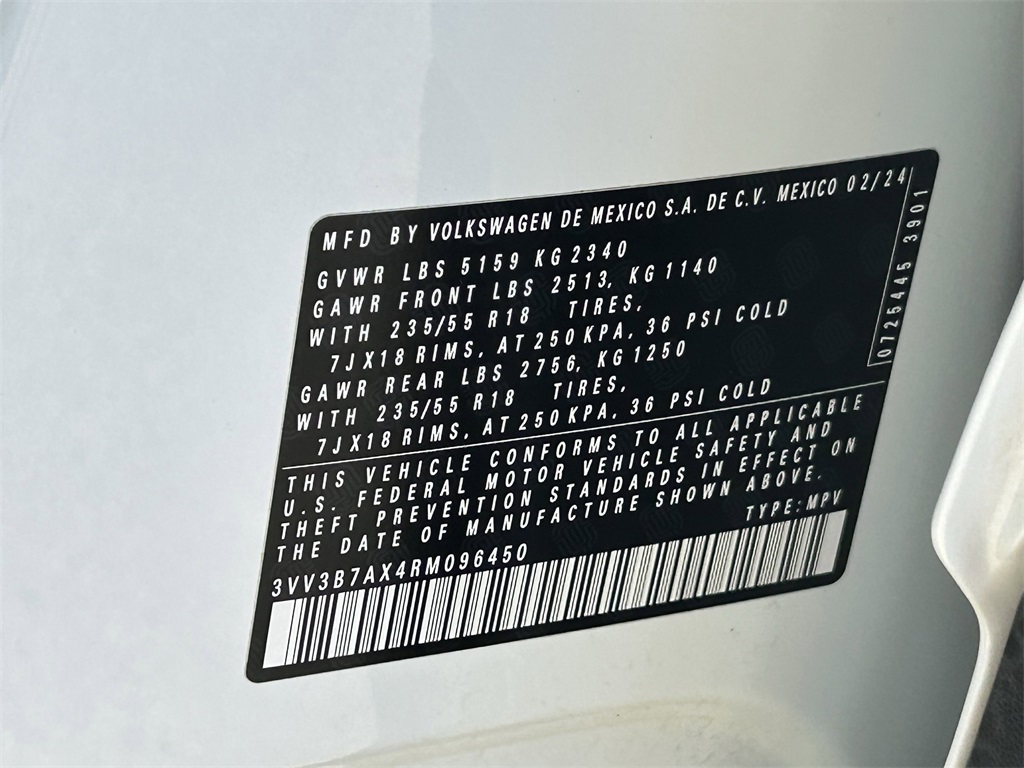 MFD BY VOLKSWAGEN DE MEXICO S.A. DE C.V. MEXICO 02/24
GVWR LBS 5159 KG 2340
GAWR FRONT LBS 2513, KG 1140
WITH 235/55 R18 TIRES,
7JX18 RIMS, AT 250 KPA, 36 PSI COLD
GAWR REAR LBS 2756, KG 1250
WITH 235/55 R18 TIRES,
7JX18 RIMS, AT 250 KPA, 36 PSI COLD
0725445 3901
THIS VEHICLE CONFORMS TO ALL APPLICABLE
U.S. FEDERAL MOTOR VEHICLE SAFETY AND
THEFT PREVENTION STANDARDS IN EFFECT ON
THE DATE OF MANUFACTURE SHOWN ABOVE.
3VV3B7AX4RM096450 TYPE: MPV